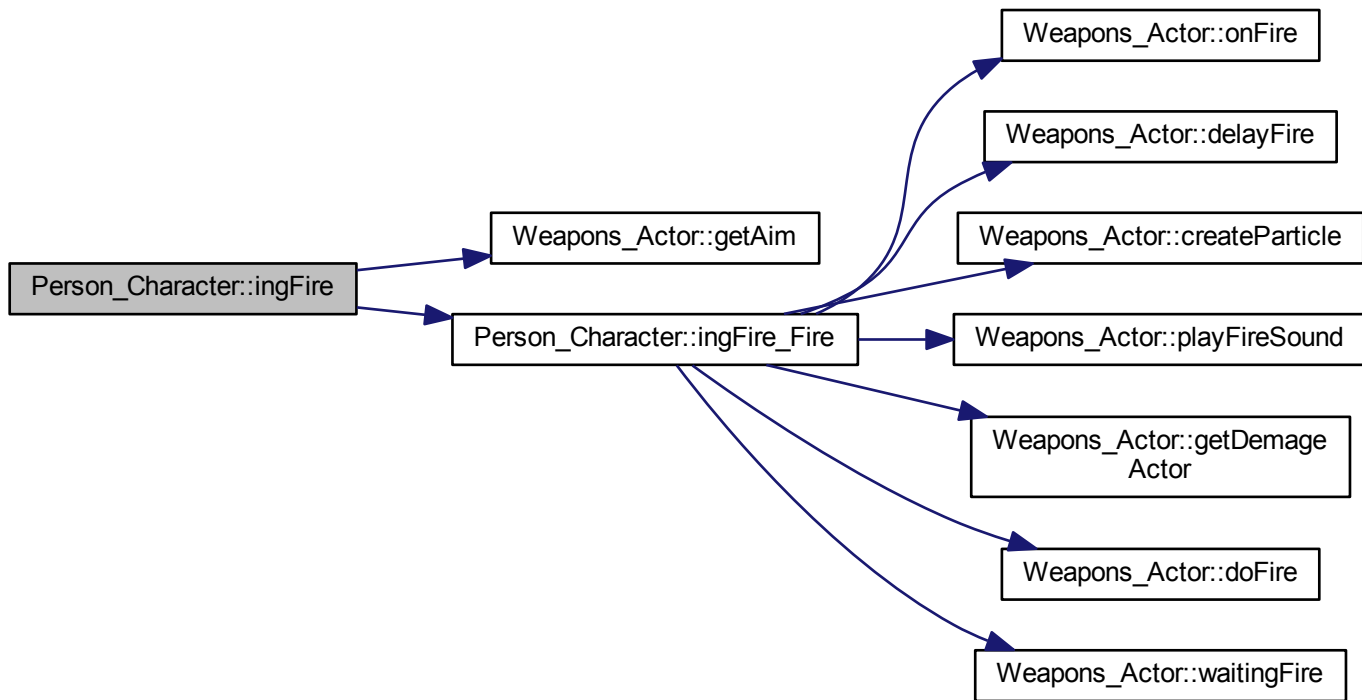 Weapons_Actor::onFire
Weapons_Actor::delayFire
Weapons_Actor::getAim
Weapons_Actor::createParticle
Person_Character::ingFire
Person_Character::ingFire_Fire
Weapons_Actor::playFireSound
Weapons_Actor::getDemage
Actor
Weapons_Actor::doFire
Weapons_Actor::waitingFire